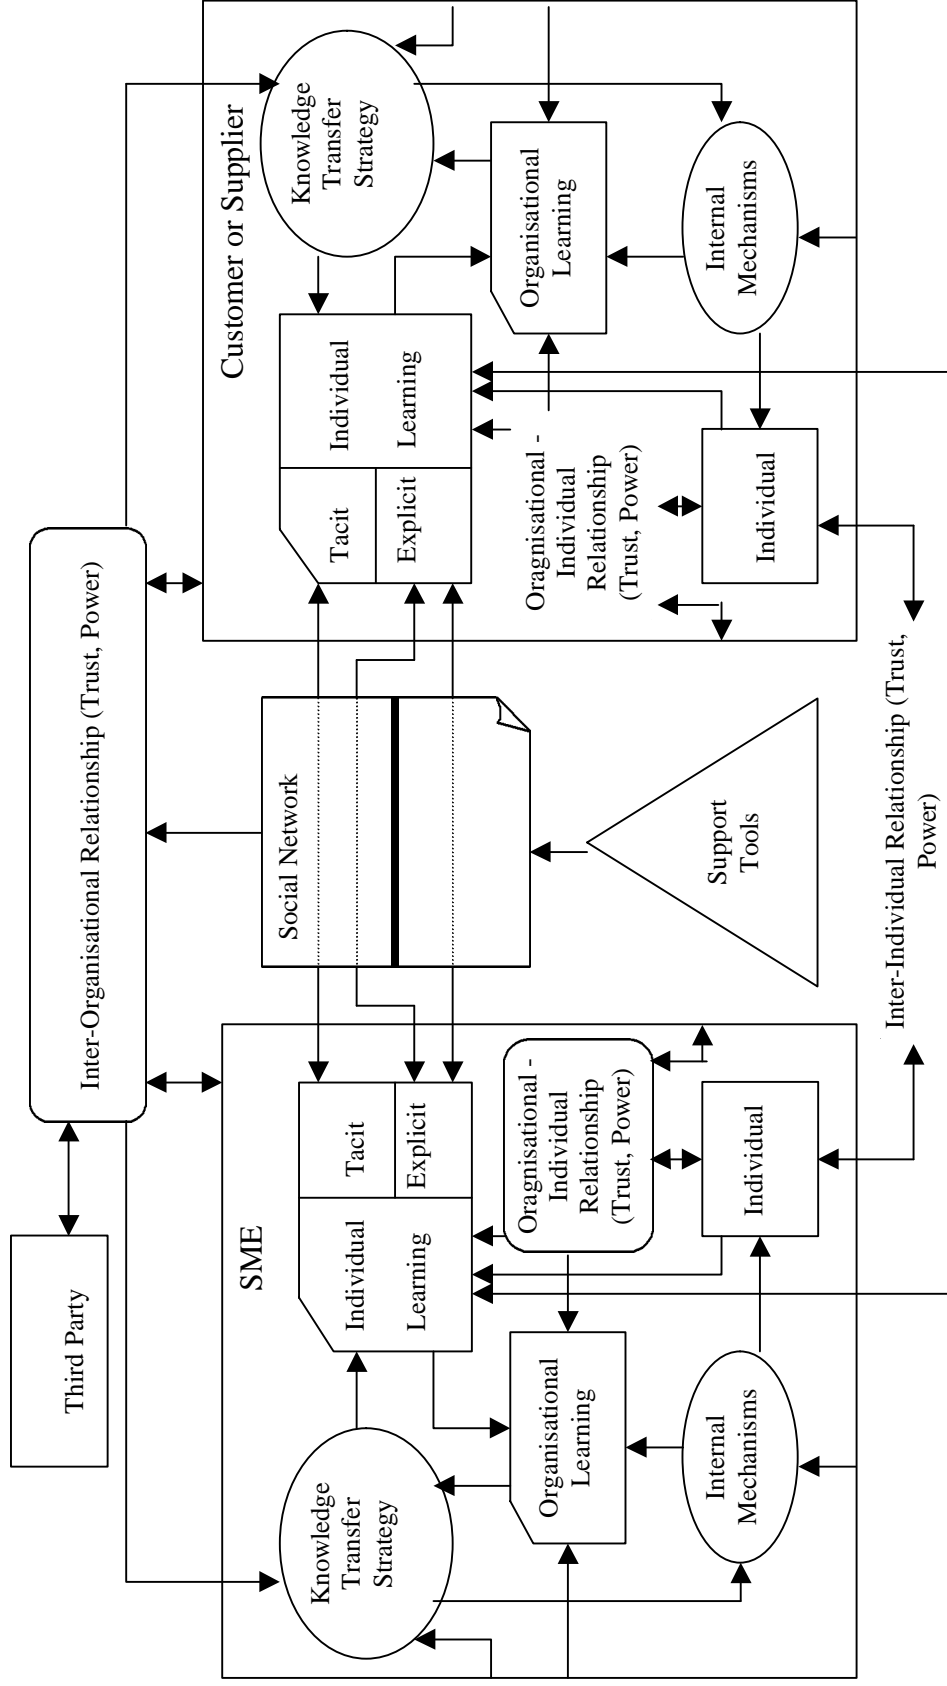 Third Party
Inter-Organisational Relationship (Trust, Power)
SME
Knowledge
Transfer
Strategy
Individual
Learning
Tacit
Explicit
Organisational
Learning
Oragnisational -
Individual
Relationship
(Trust, Power)
Internal
Mechanisms
Individual
Social Network
Support
Tools
Inter-Individual Relationship (Trust,
Power)
Customer or Supplier
Knowledge
Transfer
Strategy
Tacit
Explicit
Individual
Learning
Organisational
Learning
Oragnisational -
Individual
Relationship
(Trust, Power)
Internal
Mechanisms
Individual